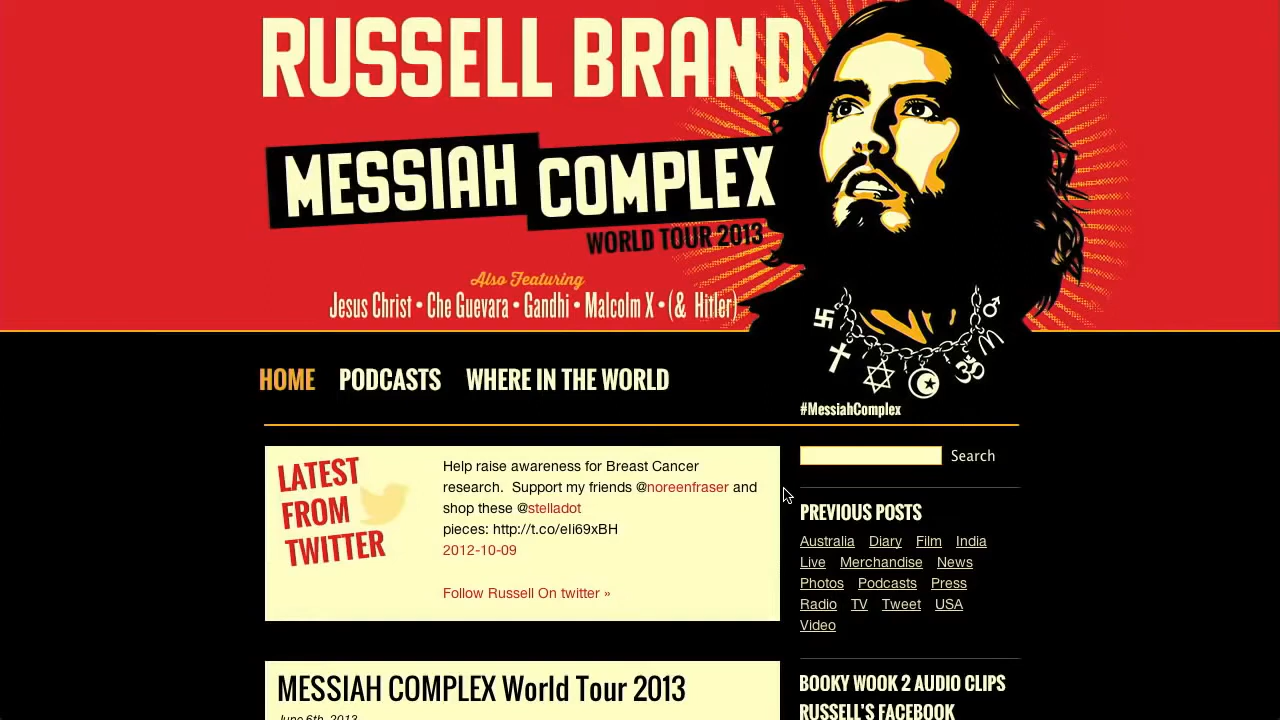 RUSSELL BRAND
MESSIAH COMPLEX
WORLD TOUR 2013
Also Featuring
Jesus Christ • Che Guevara • Gandhi • Malcolm X • (& Hitler)
HOME PODCASTS WHERE IN THE WORLD
#MessiahComplex
LATEST
FROM
TWITTER
Help raise awareness for Breast Cancer
research. Support my friends @noreenfraser and
shop these @stelladot
pieces: http://t.co/eIi69xBH
2012-10-09
Follow Russell On twitter »
Search
PREVIOUS POSTS
Australia Diary Film India
Live Merchandise News
Photos Podcasts Press
Radio TV Tweet USA
Video
MESSIAH COMPLEX World Tour 2013
June 6th, 2013
BOOKY WOOK 2 AUDIO CLIPS
RUSSELL'S FACEBOOK